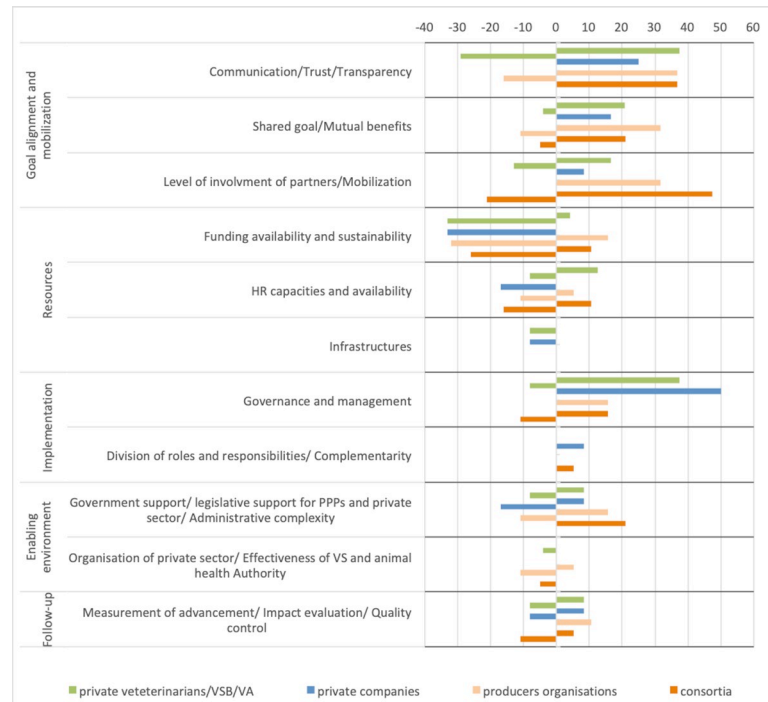 -40 -30 -20 -10 0 10 20 30 40 50 60
Goal alignment and
mobilization
Communication/Trust/Transparency
Shared goal/Mutual benefits
Level of involvment of partners/Mobilization
Resources
Funding availability and sustainability
HR capacities and availability
Infrastructures
Implementation
Governance and management
Division of roles and responsibilities/ Complementarity
Enabling
environment
Government support/ legislative support for PPPs and private
sector/ Administrative complexity
Organisation of private sector/ Effectiveness of VS and animal
health Authority
Follow-up
Measurement of advancement/ Impact evaluation/ Quality
control
private veteterinarians/VSB/VA private companies producers organisations consortia